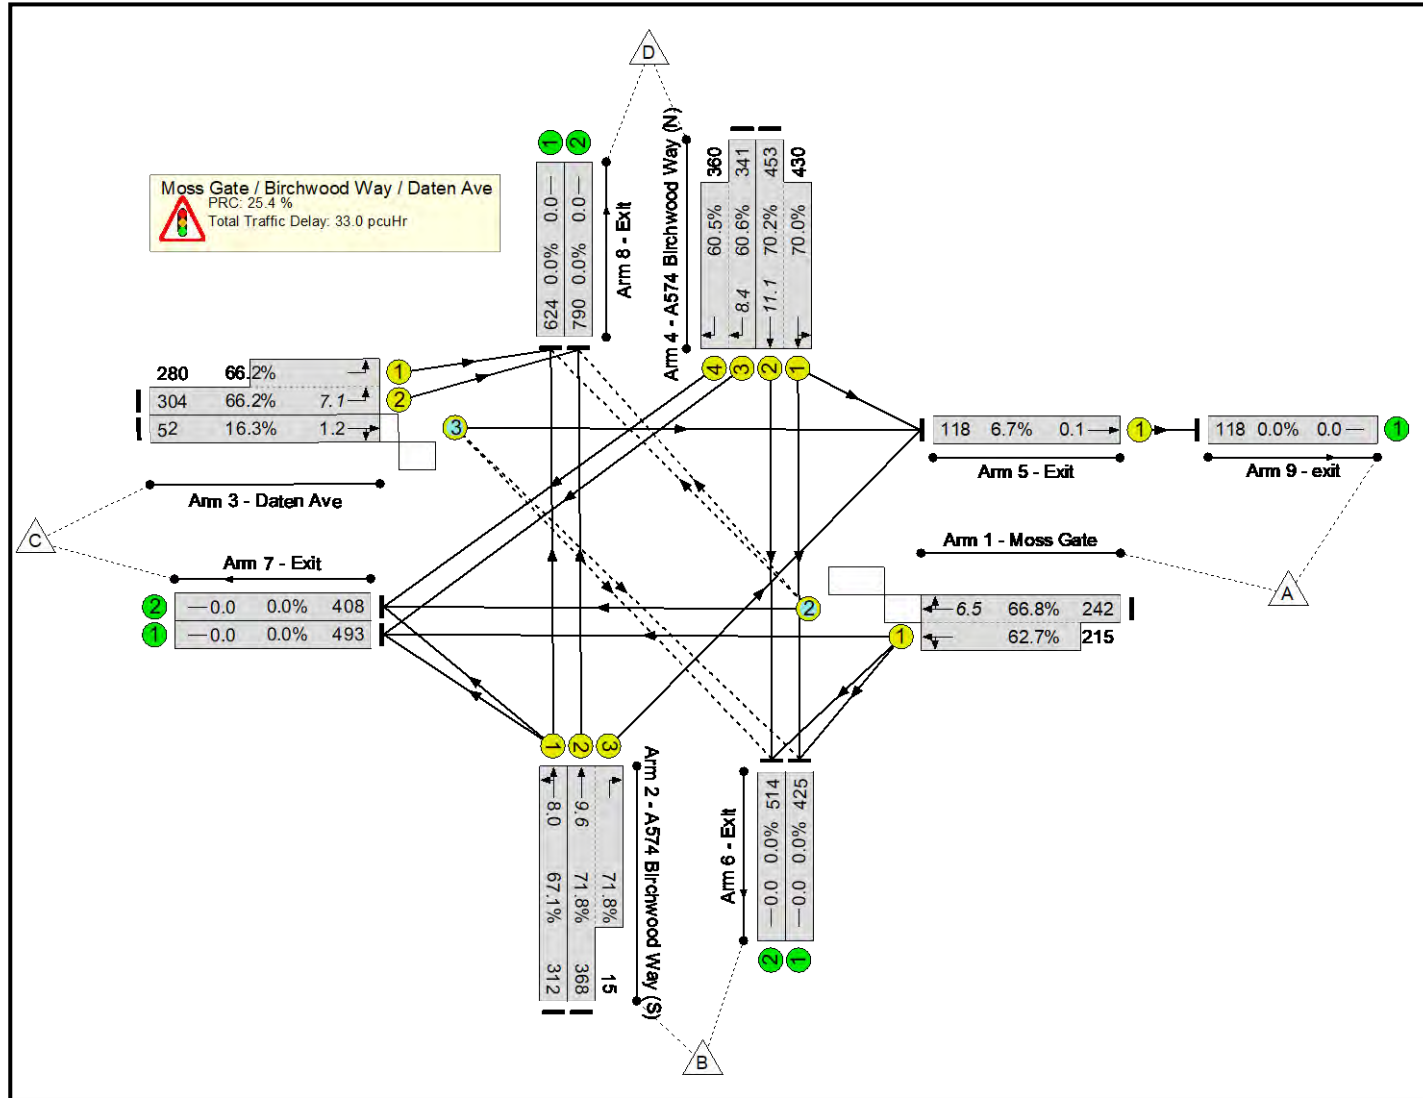 D
Moss Gate / Birchwood Way / Daten Ave
PRC: 25.4 %
Total Traffic Delay: 33.0 pcuHr
1
2
624 0.0% 0.0
790 0.0% 0.0
Arm 8 - Exit
Arm 4 - A574 Birchwood Way (N)
360 60.5%
341 60.6% 8.4
453 70.2% 11.1
430 70.0%
4
3
2
1
280 66.2%
304 66.2% 7.1
52 16.3% 1.2
1
2
3
Arm 3 - Daten Ave
118 6.7% 0.1
1
Arm 5 - Exit
118 0.0% 0.0
1
Arm 9 - exit
C
Arm 7 - Exit
2
0.0 0.0% 408
1
0.0 0.0% 493
Arm 1 - Moss Gate
2
6.5 66.8% 242
1
62.7% 215
A
1
2
3
8.0 67.1% 312
9.6 71.8% 368
71.8% 15
Arm 2 - A574 Birchwood Way (S)
Arm 6 - Exit
0.0 0.0% 514
0.0 0.0% 425
2
1
B